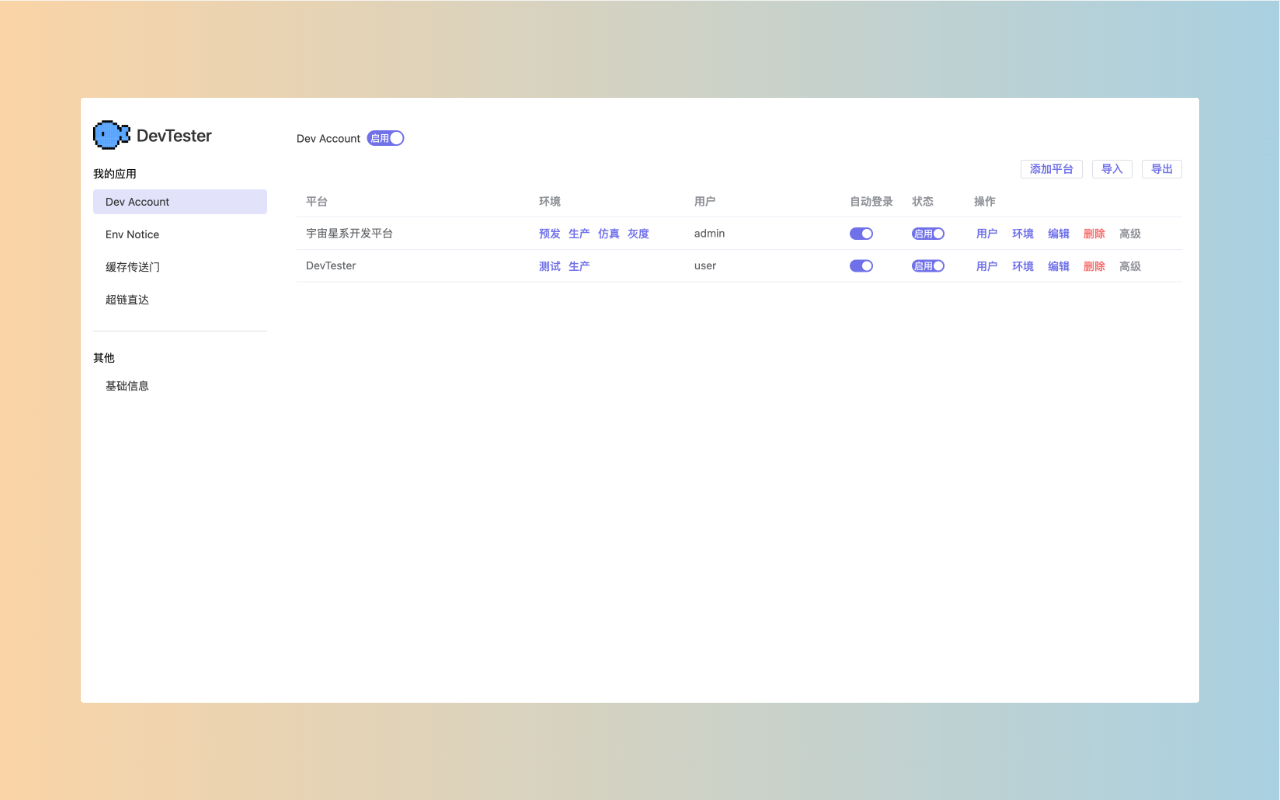 DevTester
Dev Account 启用
我的应用
添加平台 导入 导出
Dev Account
平台 环境 用户 自动登录 状态 操作
Env Notice
宇宙星系开发平台 预发 生产 仿真 灰度 admin 启用 用户 环境 编辑 删除 高级
缓存传送门
DevTester 测试 生产 user 启用 用户 环境 编辑 删除 高级
超链直达
其他
基础信息